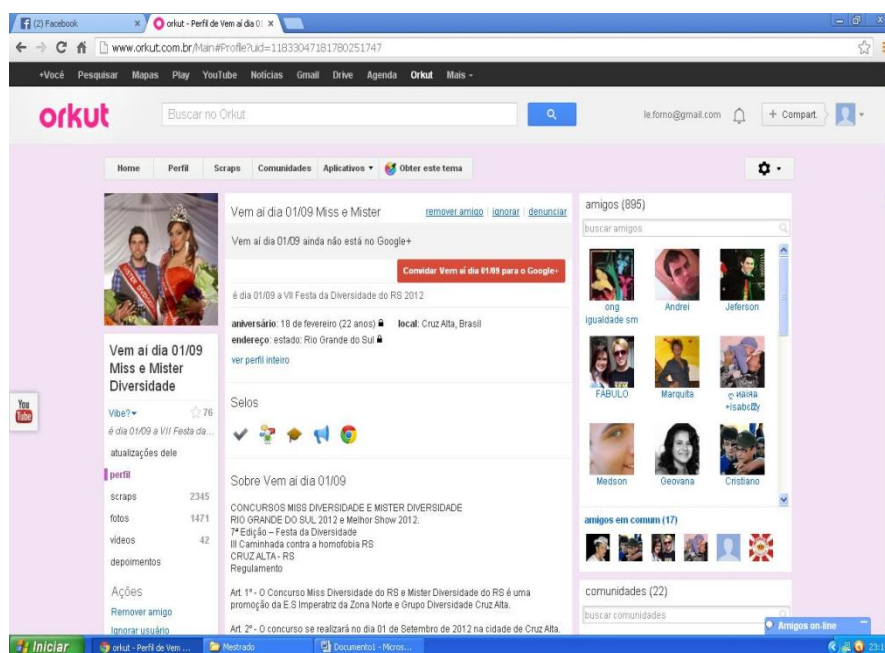 (2) Facebook
orkut - Perfil de Vem aí dia 01
www.orkut.com.br/Main#Profile?uid=11833047181780251747
+Você Pesquisar Mapas Play YouTube Notícias Gmail Drive Agenda Orkut Mais
orkut
Buscar no Orkut
le.forno@gmail.com
+ Compart.
Home Perfil Scraps Comunidades Aplicativos Obter este tema
Vem aí dia 01/09 Miss e Mister
remover amigo | ignorar | denunciar
Vem aí dia 01/09 ainda não está no Google+
Convidar Vem aí dia 01/09 para o Google+
é dia 01/09 a VII Festa da Diversidade do RS 2012
aniversário: 18 de fevereiro (22 anos)
local: Cruz Alta, Brasil
endereço: estado: Rio Grande do Sul
ver perfil inteiro
Selos
Sobre Vem aí dia 01/09
CONCURSOS MISS DIVERSIDADE E MISTER DIVERSIDADE
RIO GRANDE DO SUL 2012 e Melhor Show 2012.
7ª Edição – Festa da Diversidade
III Caminhada contra a homofobia RS
CRUZ ALTA - RS
Regulamento
Art. 1º - O Concurso Miss Diversidade do RS e Mister Diversidade do RS é uma
promoção da E.S Imperatriz da Zona Norte e Grupo Diversidade Cruz Alta.
Art. 2º - O concurso se realizará no dia 01 de Setembro de 2012 na cidade de Cruz Alta.
Vem aí dia 01/09
Miss e Mister
Diversidade
Vibe? 76
é dia 01/09 a VII Festa da...
atualizações dele
perfil
scraps 2345
fotos 1471
vídeos 42
depoimentos
Ações
Remover amigo
Ignorar usuário
You
Tube
amigos (895)
buscar amigos
ong
igualdade sm
Andrei
Jeferson
FABULO
Marquita
Medson
Geovana
Cristiano
amigos em comum (17)
comunidades (22)
buscar comunidades
Amigos on-line
Iniciar
orkut - Perfil de Vem ...
Mestrado
Documento1 - Micros...